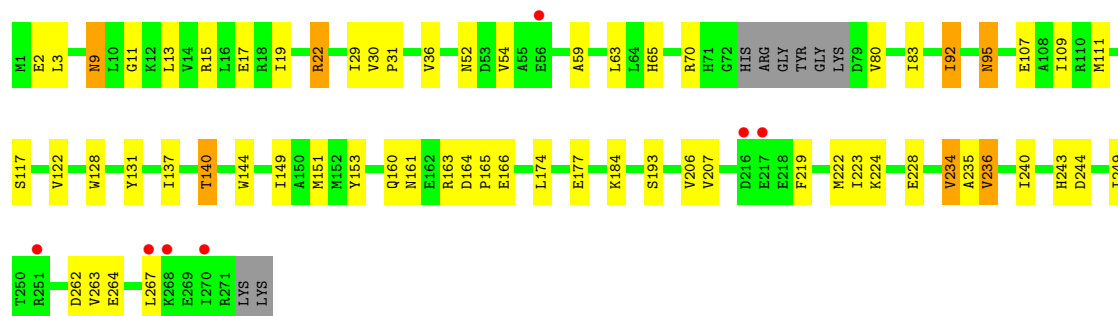 M1 E2 L3 N9 L10 G11 K12 L13 V14 R15 L16 E17 R18 I19 R22 I29 V30 P31 V36 N52 D53 V54 A55 E56 A59 L63 L64 H65 R70 H71 G72 HIS ARG GLY TYR GLY LYS D79 V80 I83 I92 N95 E107 A108 I109 R110 M111
S117 V122 W128 Y131 I137 T140 W144 I149 A150 M151 M152 Y153 Q160 N161 E162 R163 D164 P165 E166 L174 E177 K184 S193 V206 V207 D216 E217 E218 F219 M222 I223 K224 E228 V234 A235 V236 I240 H243 D244
T250 R251 D262 V263 E264 L267 K268 E269 I270 R271 LYS LYS